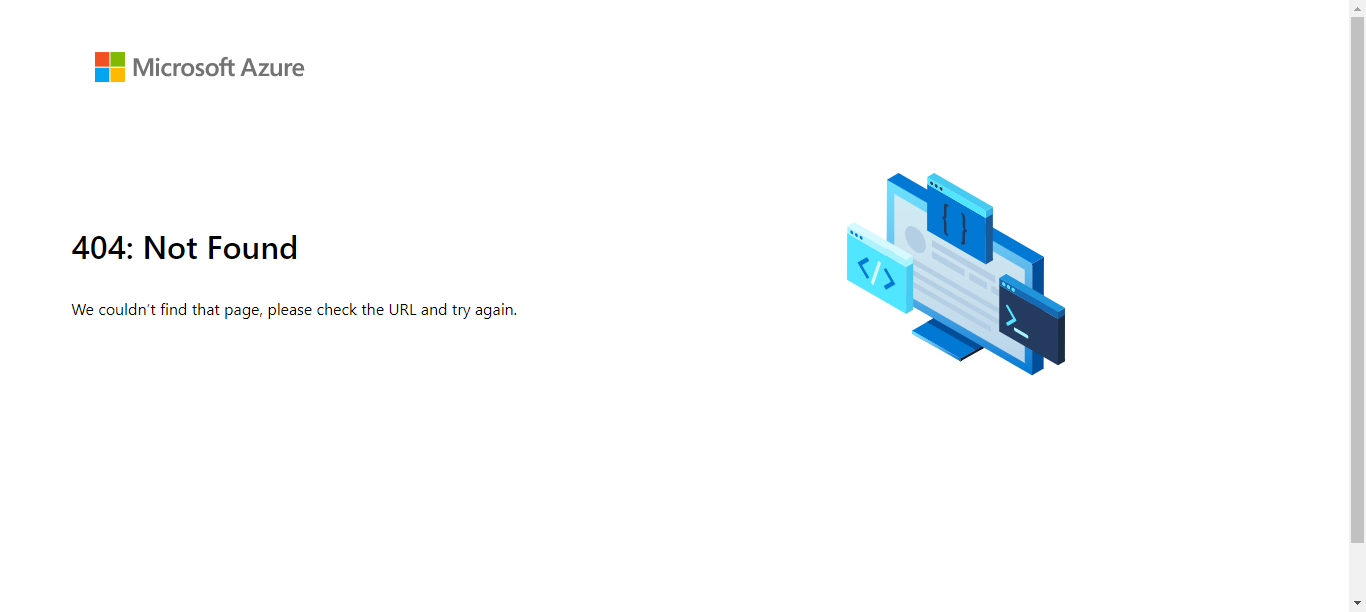 Microsoft Azure
404: Not Found
We couldn’t find that page, please check the URL and try again.
{ }
</>
>_